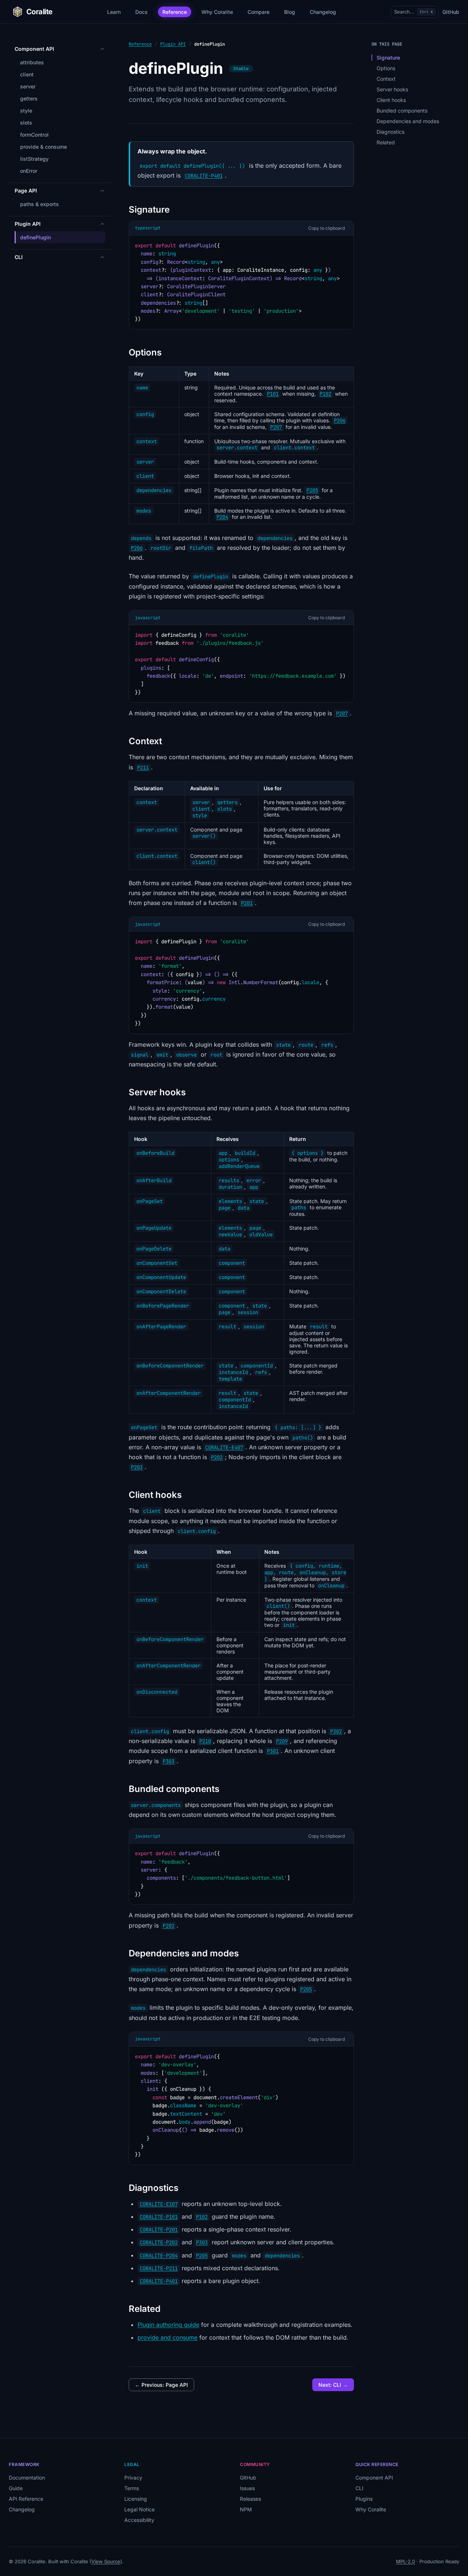 Coralite
Learn Docs Reference Why Coralite Compare Blog Changelog
Search... Ctrl K GitHub
Component API
attributes
client
server
getters
style
slots
formControl
provide & consume
listStrategy
onError
Page API
paths & exports
Plugin API
definePlugin
CLI
Reference / Plugin API / definePlugin
definePlugin Stable
Extends the build and the browser runtime: configuration, injected
context, lifecycle hooks and bundled components.
Always wrap the object.
export default definePlugin({ ... }) is the only accepted form. A bare
object export is CORALITE-P401 .
Signature
typescript Copy to clipboard
export default definePlugin({
name: string
config?: Record<string, any>
context?: (pluginContext: { app: CoraliteInstance, config: any })
=> (instanceContext: CoralitePluginContext) => Record<string, any>
server?: CoralitePluginServer
client?: CoralitePluginClient
dependencies?: string[]
modes?: Array<'development' | 'testing' | 'production'>
})
Options
Key Type Notes
name string Required. Unique across the build and used as the
context namespace. P101 when missing, P102 when
reserved.
config object Shared configuration schema. Validated at definition
time, then filled by calling the plugin with values. P206
for an invalid schema, P207 for an invalid value.
context function Ubiquitous two-phase resolver. Mutually exclusive with
server.context and client.context .
server object Build-time hooks, components and context.
client object Browser hooks, init and context.
dependencies string[] Plugin names that must initialize first. P205 for a
malformed list, an unknown name or a cycle.
modes string[] Build modes the plugin is active in. Defaults to all three.
P204 for an invalid list.
depends is not supported: it was renamed to dependencies , and the old key is
. rootDir and filePath are resolved by the loader; do not set them by
hand.
The value returned by definePlugin is callable. Calling it with values produces a
configured instance, validated against the declared schemas, which is how a
plugin is registered with project-specific settings:
javascript Copy to clipboard
import { defineConfig } from 'coralite'
import feedback from './plugins/feedback.js'
export default defineConfig({
plugins: [
feedback({ locale: 'de', endpoint: 'https://feedback.example.com' })
]
})
A missing required value, an unknown key or a value of the wrong type is P207 .
Context
There are two context mechanisms, and they are mutually exclusive. Mixing them
is P211 .
Declaration Available in Use for
context server , getters ,
client , slots ,
style
Pure helpers usable on both sides:
formatters, translators, read-only
clients.
server.context Component and page
server()
Build-only clients: database
handles, filesystem readers, API
keys.
client.context Component and page
client()
Browser-only helpers: DOM utilities,
third-party widgets.
Both forms are curried. Phase one receives plugin-level context once; phase two
runs per instance with the page, module and root in scope. Returning an object
from phase one instead of a function is P201 .
javascript Copy to clipboard
import { definePlugin } from 'coralite'
export default definePlugin({
name: 'format',
context: ({ config }) => () => ({
formatPrice: (value) => new Intl.NumberFormat(config.locale, {
style: 'currency',
currency: config.currency
}).format(value)
})
})
Framework keys win. A plugin key that collides with state , route , refs ,
signal , emit , observe or root is ignored in favor of the core value, so
namespacing is the safe default.
Server hooks
All hooks are asynchronous and may return a patch. A hook that returns nothing
leaves the pipeline untouched.
Hook Receives Return
onBeforeBuild app , buildId ,
options ,
addRenderQueue
{ options } to patch
the build, or nothing.
onAfterBuild results , error ,
duration , app
Nothing; the build is
already written.
onPageSet elements , state ,
page , data
State patch. May return
paths to enumerate
routes.
onPageUpdate elements , page ,
newValue , oldValue
State patch.
onPageDelete data Nothing.
onComponentSet component State patch.
onComponentUpdate component State patch.
onComponentDelete component Nothing.
onBeforePageRender component , state ,
page , session
State patch.
onAfterPageRender result , session Mutate result to
adjust content or
injected assets before
save. The return value is
ignored.
onBeforeComponentRender state , componentId ,
instanceId , refs ,
template
State patch merged
before render.
onAfterComponentRender result , state ,
componentId ,
instanceId
AST patch merged after
render.
onPageSet is the route contribution point: returning { paths: [...] } adds
parameter objects, and duplicates against the page's own paths() are a build
error. A non-array value is CORALITE-E407 . An unknown server property or a
hook that is not a function is P202 ; Node-only imports in the client block are
.
Client hooks
The client block is serialized into the browser bundle. It cannot reference
module scope, so anything it needs must be imported inside the function or
shipped through client.config .
Hook When Notes
init Once at
runtime boot
Receives { config, runtime,
app, route, onCleanup, store
} . Register global listeners and
pass their removal to onCleanup .
context Per instance Two-phase resolver injected into
client() . Phase one runs
before the component loader is
ready; create elements in phase
two or init .
onBeforeComponentRender Before a
component
renders
Can inspect state and refs; do not
mutate the DOM yet.
onAfterComponentRender After a
component
update
The place for post-render
measurement or third-party
attachment.
onDisconnected When a
component
leaves the
DOM
Release resources the plugin
attached to that instance.
client.config must be serializable JSON. A function at that position is P302 , a
non-serializable value is P210 , replacing it whole is P209 , and referencing
module scope from a serialized client function is P301 . An unknown client
property is P303 .
Bundled components
server.components ships component files with the plugin, so a plugin can
depend on its own custom elements without the host project copying them.
javascript Copy to clipboard
export default definePlugin({
name: 'feedback',
server: {
components: ['./components/feedback-button.html']
}
})
A missing path fails the build when the component is registered. An invalid server
property is P202 .
Dependencies and modes
dependencies orders initialization: the named plugins run first and are available
through phase-one context. Names must refer to plugins registered and active in
the same mode; an unknown name or a dependency cycle is P205 .
modes limits the plugin to specific build modes. A dev-only overlay, for example,
should not be active in production or in the E2E testing mode.
javascript Copy to clipboard
export default definePlugin({
name: 'dev-overlay',
modes: ['development'],
client: {
init ({ onCleanup }) {
const badge = document.createElement('div')
badge.className = 'dev-overlay'
badge.textContent = 'dev'
document.body.append(badge)
onCleanup(() => badge.remove())
}
}
})
Diagnostics
CORALITE-E107 reports an unknown top-level block.
CORALITE-P101 and P102 guard the plugin name.
CORALITE-P201 reports a single-phase context resolver.
CORALITE-P202 and P303 report unknown server and client properties.
CORALITE-P204 and P205 guard modes and dependencies .
CORALITE-P211 reports mixed context declarations.
CORALITE-P401 reports a bare plugin object.
Related
Plugin authoring guide for a complete walkthrough and registration examples.
provide and consume for context that follows the DOM rather than the build.
← Previous: Page API Next: CLI →
ON THIS PAGE
Signature
Options
Context
Server hooks
Client hooks
Bundled components
Dependencies and modes
Diagnostics
Related
FRAMEWORK
Documentation
Guide
API Reference
Changelog
LEGAL
Privacy
Terms
Licensing
Legal Notice
Accessibility
COMMUNITY
GitHub
Issues
Releases
NPM
QUICK REFERENCE
Component API
CLI
Plugins
Why Coralite
© 2026 Coralite. Built with Coralite (View Source).
MPL-2.0 · Production Ready